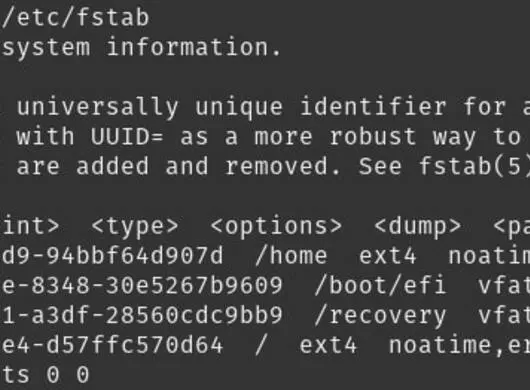 /etc/fstab
system information.
universally unique identifier for a
with UUID= as a more robust way to
are added and removed. See fstab(5)
int> <type> <options> <dump> <pa
d9-94bbf64d907d /home ext4 noatim
e-8348-30e5267b9609 /boot/efi vfat
1-a3df-28560cdc9bb9 /recovery vfat
e4-d57ffc570d64 / ext4 noatime,er
ts 0 0